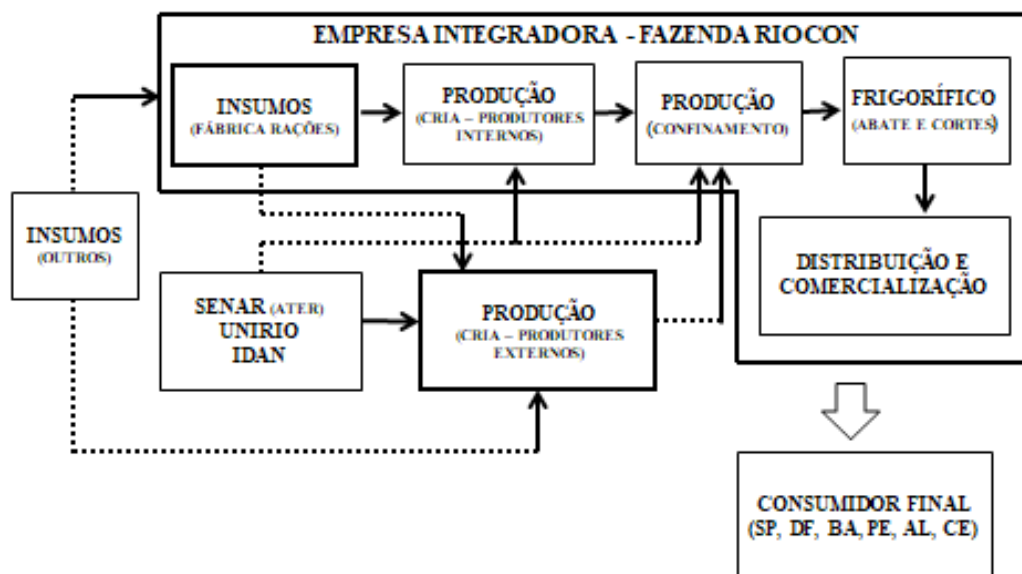 EMPRESA INTEGRADORA - FAZENDA RIOCON
INSUMOS
(FÁBRICA RAÇÕES)
PRODUÇÃO
(CRIA – PRODUTORES
INTERNOS)
PRODUÇÃO
(CONFINAMENTO)
FRIGORÍFICO
(ABATE E CORTES)
INSUMOS
(OUTROS)
SENAR (ATER)
UNIRIO
IDAN
PRODUÇÃO
(CRIA – PRODUTORES
EXTERNOS)
DISTRIBUIÇÃO E
COMERCIALIZAÇÃO
CONSUMIDOR FINAL
(SP, DF, BA, PE, AL, CE)